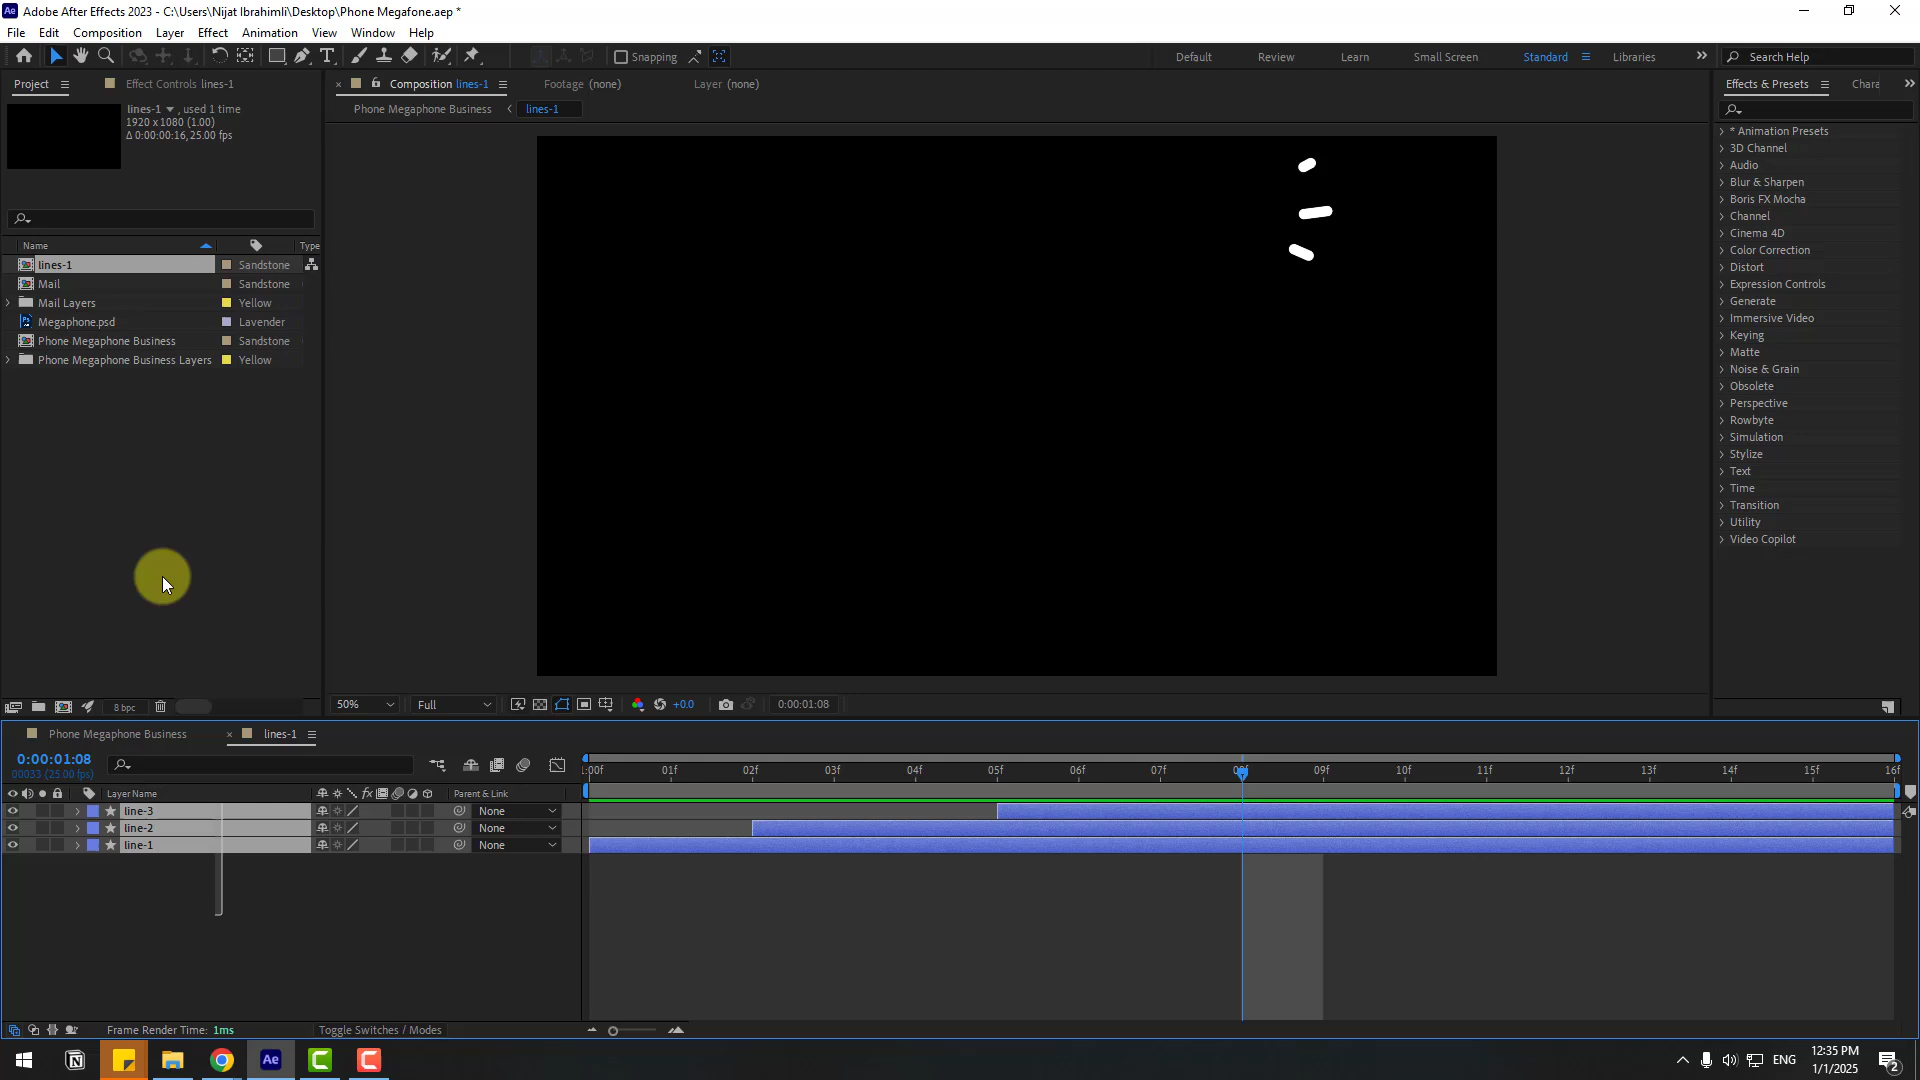 Adobe After Effects 2023 - C:\Users\Nijat Ibrahimli\Desktop\Phone Megafone.aep *
File Edit Composition Layer Effect Animation View Window Help
Snapping
Default Review Learn Small Screen Standard Libraries Search Help
Project Effect Controls lines-1
Composition lines-1 Footage (none) Layer (none)
Effects & Presets Chara
lines-1 , used 1 time
1920 x 1080 (1.00)
Δ 0:00:00:16, 25.00 fps
Phone Megaphone Business lines-1
Name Type
lines-1 Sandstone
Mail Sandstone
Mail Layers Yellow
Megaphone.psd Lavender
Phone Megaphone Business Sandstone
Phone Megaphone Business Layers Yellow
* Animation Presets
3D Channel
Audio
Blur & Sharpen
Boris FX Mocha
Channel
Cinema 4D
Color Correction
Distort
Expression Controls
Generate
Immersive Video
Keying
Matte
Noise & Grain
Obsolete
Perspective
Rowbyte
Simulation
Stylize
Text
Time
Transition
Utility
Video Copilot
8 bpc
50% Full +0.0 0:00:01:08
Phone Megaphone Business lines-1
0:00:01:08
00033 (25.00 fps)
1:00f 01f 02f 03f 04f 05f 06f 07f 08f 09f 10f 11f 12f 13f 14f 15f 16f
Layer Name Parent & Link
line-3 None
line-2 None
line-1 None
Frame Render Time: 1ms Toggle Switches / Modes
ENG
12:35 PM
1/1/2025
2